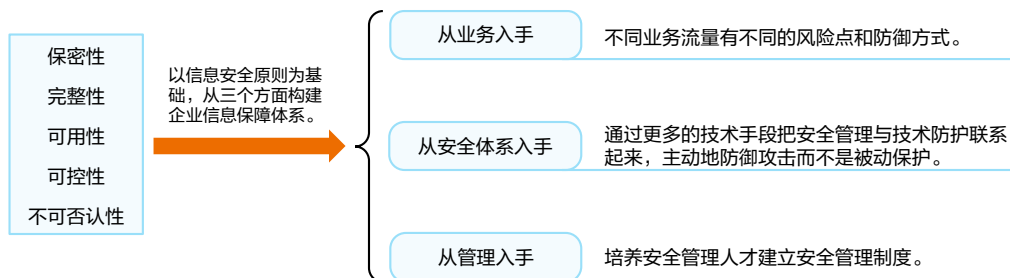 保密性
完整性
可用性
可控性
不可否认性
以信息安全原则为基
础，从三个方面构建
企业信息保障体系。
从业务入手
不同业务流量有不同的风险点和防御方式。
从安全体系入手
通过更多的技术手段把安全管理与技术防护联系
起来，主动地防御攻击而不是被动保护。
从管理入手
培养安全管理人才建立安全管理制度。